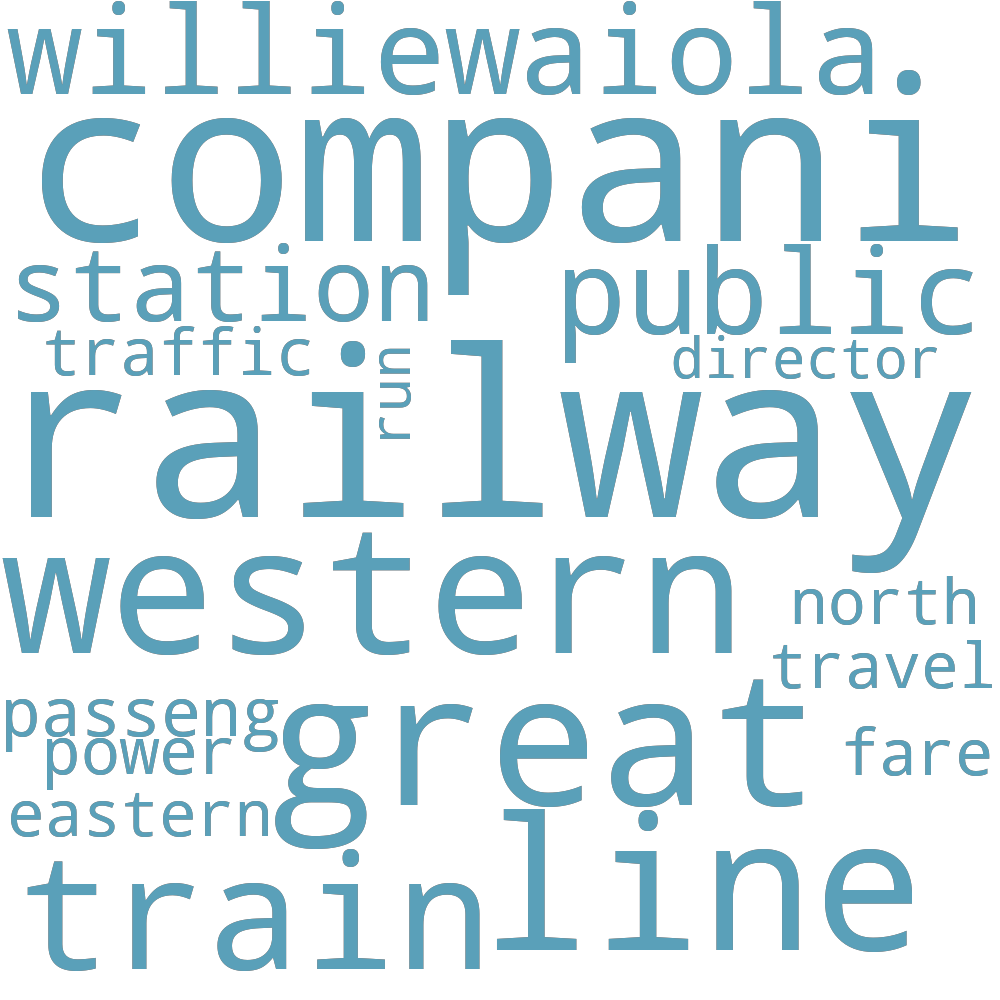 williewaiola
compani
station public
traffic run director
railway
western
north
travel
passeng great
power fare
eastern
train line